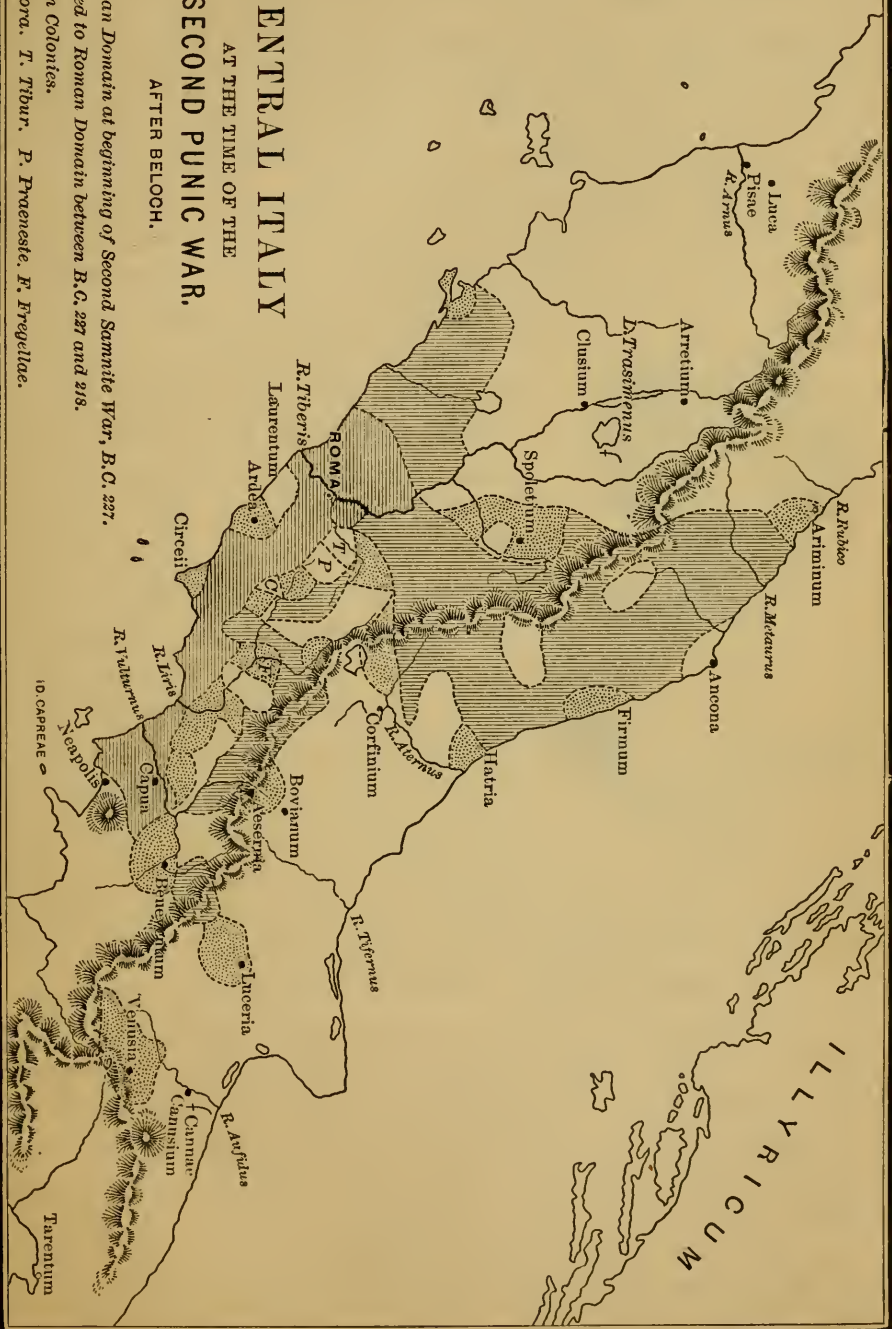 ENTRAL ITALY
AT THE TIME OF THE
SECOND PUNIC WAR.
AFTER BELOCH.
an Domain at beginning of Second Samnite War, B.C. 227.
ed to Roman Domain between B.C. 227 and 218.
n Colonies.
ora. T. Tibur. P. Praeneste. F. Fregellae.
ILLYRICUM
Luca
Pisae
R. Arnus
Arretium
L. Trasimenus
Clusium
R. Rubico
Ariminum
R. Metaurus
Ancona
Spoletium
Firmum
Hatria
R. Aternus
Corfinium
R. Tiberis
ROMA
Laurentum
Ardea
T
P
C
F
Circeii
R. Liris
R. Vulturnus
Capua
Neapolis
ID. CAPREAE
Bovianum
Aesernia
Beneventum
R. Tifernus
Luceria
Venusia
Cannae
Canusium
R. Aufidus
Tarentum